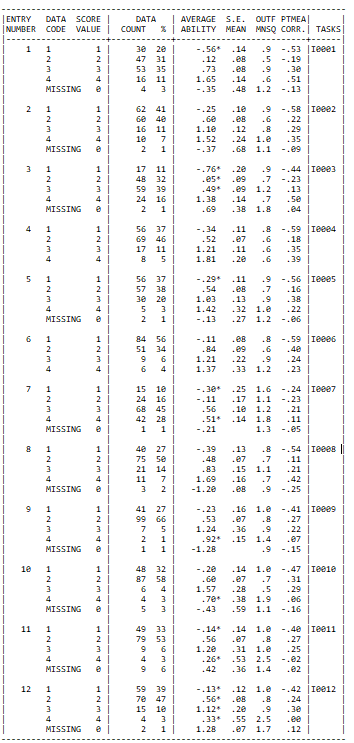 ENTRY DATA SCORE | DATA | AVERAGE S.E. OUTF PTMEA| |
NUMBER CODE VALUE | COUNT % | ABILITY MEAN MNSQ CORR.| TASKS|
1 1 1 | 30 20 | -.56* .14 .9 -.53 |I0001
2 2 | 47 31 | .12 .08 .5 -.19 |
3 3 | 53 35 | .73 .08 .9 .30 |
4 4 | 16 11 | 1.65 .14 .6 .51 |
MISSING 0 | 4 3 | -.35 .48 1.2 -.13 |
2 1 1 | 62 41 | -.25 .10 .9 -.58 |I0002
2 2 | 60 40 | .60 .08 .6 .22 |
3 3 | 16 11 | 1.10 .12 .8 .29 |
4 4 | 10 7 | 1.52 .24 1.0 .35 |
MISSING 0 | 2 1 | -.37 .68 1.1 -.09 |
3 1 1 | 17 11 | -.76* .20 .9 -.44 |I0003
2 2 | 48 32 | .05* .09 .7 -.23 |
3 3 | 59 39 | .49* .09 1.2 .13 |
4 4 | 24 16 | 1.38 .14 .7 .50 |
MISSING 0 | 2 1 | .69 .38 1.8 .04 |
4 1 1 | 56 37 | -.34 .11 .8 -.59 |I0004
2 2 | 69 46 | .52 .07 .6 .18 |
3 3 | 17 11 | 1.21 .11 .6 .35 |
4 4 | 8 5 | 1.81 .20 .6 .39 |
5 1 1 | 56 37 | -.29* .11 .9 -.56 |I0005
2 2 | 57 38 | .54 .08 .7 .16 |
3 3 | 30 20 | 1.03 .13 .9 .38 |
4 4 | 5 3 | 1.42 .32 1.0 .22 |
MISSING 0 | 2 1 | -.13 .27 1.2 -.06 |
6 1 1 | 84 56 | -.11 .08 .8 -.59 |I0006
2 2 | 51 34 | .84 .09 .6 .40 |
3 3 | 9 6 | 1.21 .22 .9 .24 |
4 4 | 6 4 | 1.37 .33 1.2 .23 |
7 1 1 | 15 10 | -.30* .25 1.6 -.24 |I0007
2 2 | 24 16 | -.11 .17 1.1 -.23 |
3 3 | 68 45 | .56 .10 1.2 .21 |
4 4 | 42 28 | .51* .14 1.8 .11 |
MISSING 0 | 1 1 | -.21 1.3 -.05 |
8 1 1 | 40 27 | -.39 .13 .8 -.54 |I0008
2 2 | 75 50 | .48 .07 .7 .11 |
3 3 | 21 14 | .83 .15 1.1 .21 |
4 4 | 11 7 | 1.69 .16 .7 .42 |
MISSING 0 | 3 2 | -1.20 .08 .9 -.25 |
9 1 1 | 41 27 | -.23 .16 1.0 -.41 |I0009
2 2 | 99 66 | .53 .07 .8 .27 |
3 3 | 7 5 | 1.24 .36 .9 .22 |
4 4 | 2 1 | .92* .15 1.4 .07 |
MISSING 0 | 1 1 | -1.28 .9 -.15 |
10 1 1 | 48 32 | -.20 .14 1.0 -.47 |I0010
2 2 | 87 58 | .60 .07 .7 .31 |
3 3 | 6 4 | 1.57 .28 .5 .29 |
4 4 | 4 3 | .70* .38 1.9 .06 |
MISSING 0 | 5 3 | -.43 .59 1.1 -.16 |
11 1 1 | 49 33 | -.14* .14 1.0 -.40 |I0011
2 2 | 79 53 | .56 .07 .8 .27 |
3 3 | 9 6 | 1.20 .31 1.0 .25 |
4 4 | 4 3 | .26* .53 2.5 -.02 |
MISSING 0 | 9 6 | .42 .36 1.4 .02 |
12 1 1 | 59 39 | -.13* .12 1.0 -.42 |I0012
2 2 | 70 47 | .56* .08 .8 .24 |
3 3 | 15 10 | 1.12* .20 .9 .30 |
4 4 | 4 3 | .33* .55 2.5 .00 |
MISSING 0 | 2 1 | 1.28 .07 1.7 .12 |